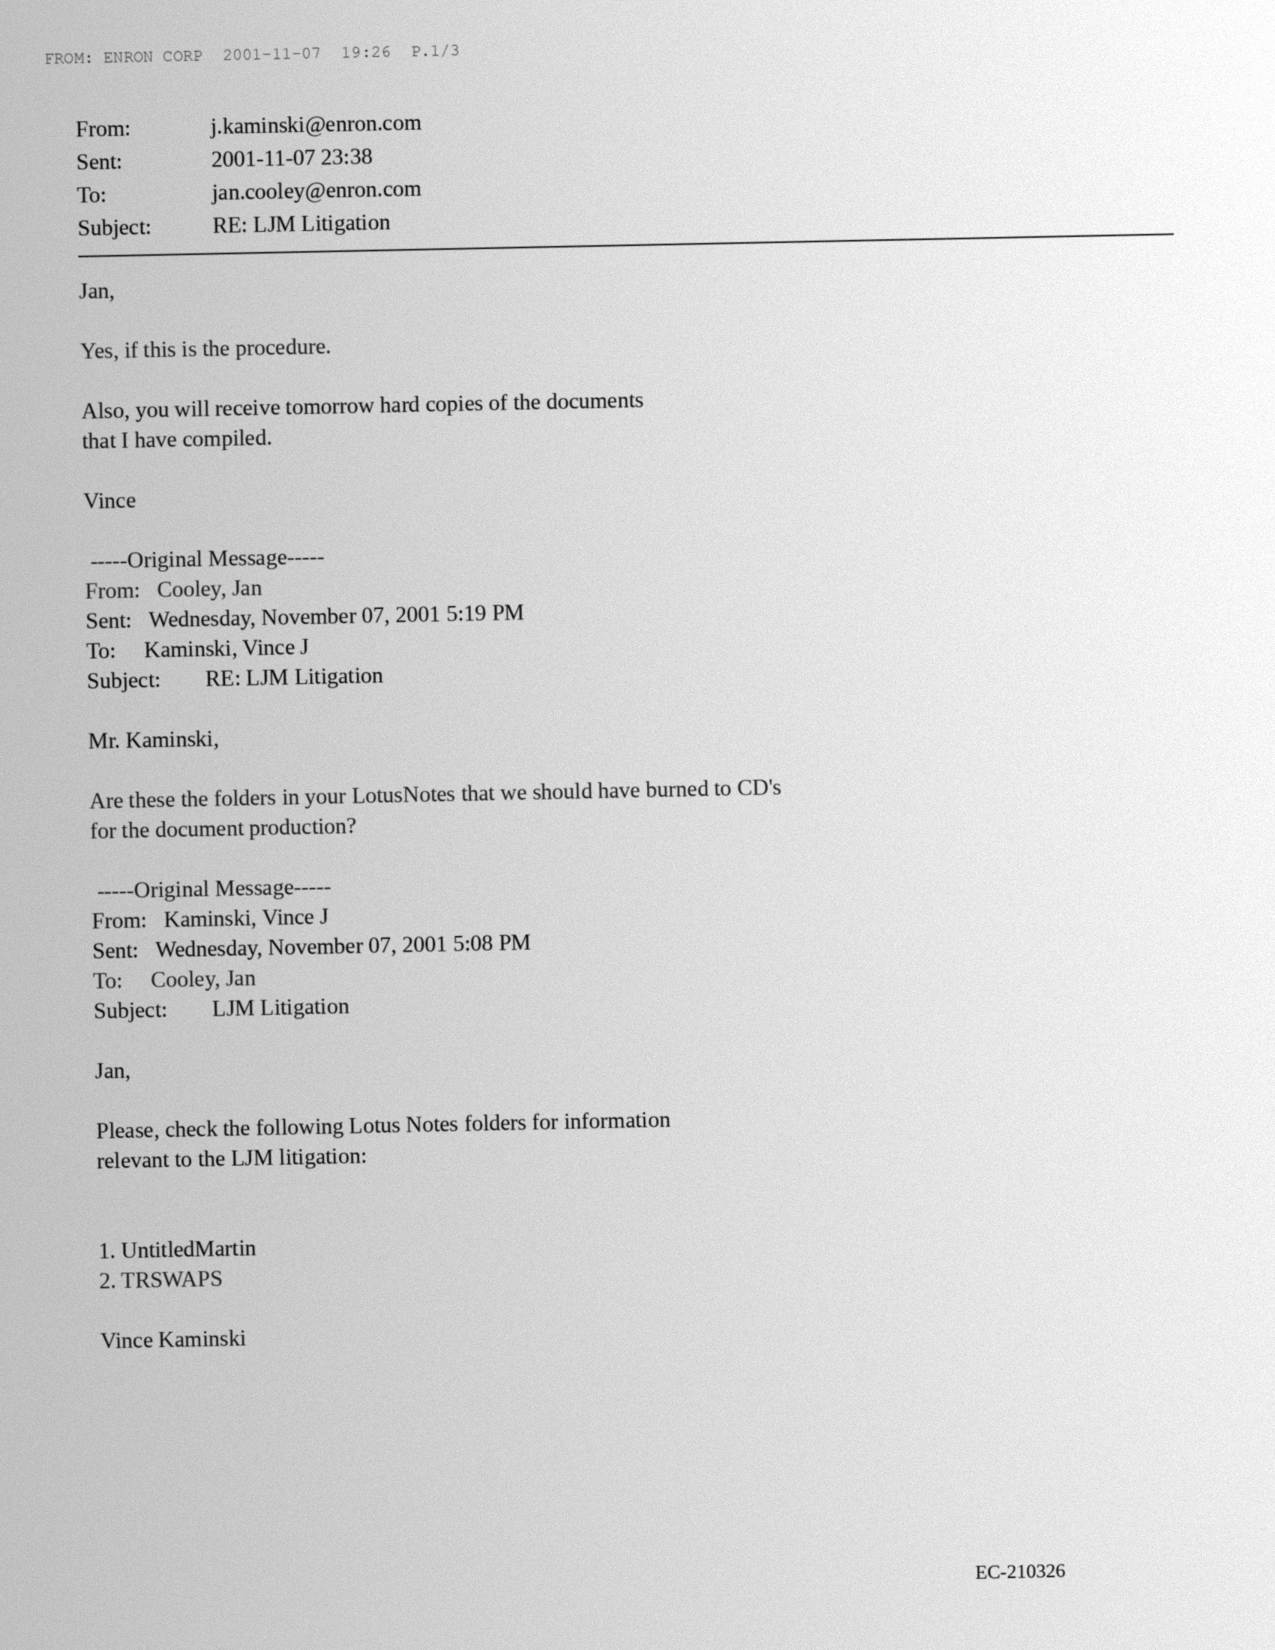 FROM: ENRON CORP  2001-11-07  19:26  P.1/3
From: j.kaminski@enron.com
Sent: 2001-11-07 23:38
To: jan.cooley@enron.com
Subject: RE: LJM Litigation
Jan,
Yes, if this is the procedure.
Also, you will receive tomorrow hard copies of the documents
that I have compiled.
Vince
-----Original Message-----
From: Cooley, Jan
Sent: Wednesday, November 07, 2001 5:19 PM
To: Kaminski, Vince J
Subject: RE: LJM Litigation
Mr. Kaminski,
Are these the folders in your LotusNotes that we should have burned to CD's
for the document production?
-----Original Message-----
From: Kaminski, Vince J
Sent: Wednesday, November 07, 2001 5:08 PM
To: Cooley, Jan
Subject: LJM Litigation
Jan,
Please, check the following Lotus Notes folders for information
relevant to the LJM litigation:
1. UntitledMartin
2. TRSWAPS
Vince Kaminski
EC-210326